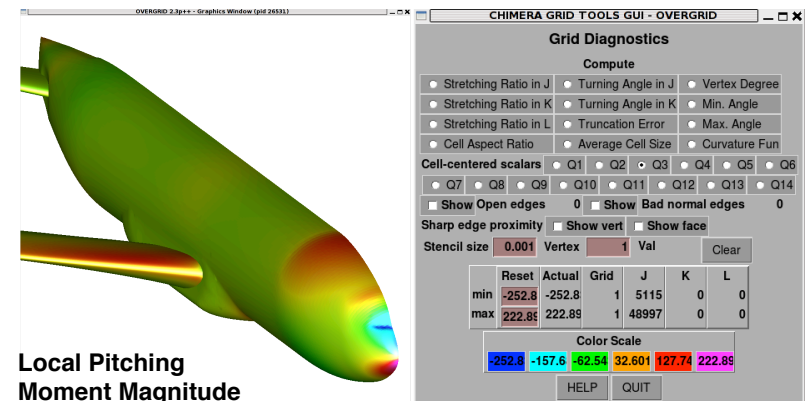 OVERGRID 2.3p++ - Graphics Window (pid 26531)
CHIMERA GRID TOOLS GUI - OVERGRID
Grid Diagnostics
Compute
Stretching Ratio in J Turning Angle in J Vertex Degree
Stretching Ratio in K Turning Angle in K Min. Angle
Stretching Ratio in L Truncation Error Max. Angle
Cell Aspect Ratio Average Cell Size Curvature Fun
Cell-centered scalars Q1 Q2 Q3 Q4 Q5 Q6
Q7 Q8 Q9 Q10 Q11 Q12 Q13 Q14
Show Open edges 0 Show Bad normal edges 0
Sharp edge proximity Show vert Show face
Stencil size 0.001 Vertex 1 Val Clear
Reset Actual Grid J K L
min -252.8 -252.8 1 5115 0 0
max 222.89 222.89 1 48997 0 0
Color Scale
-252.8 -157.6 -62.54 32.601 127.74 222.89
HELP QUIT
Local Pitching
Moment Magnitude